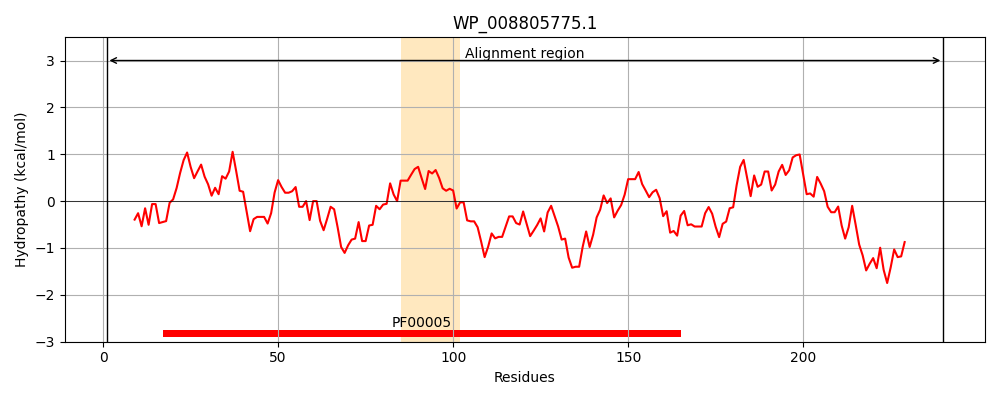 WP_008805775.1
Alignment region
Hydropathy (kcal/mol)
3
2
1
0
−1
−2
−3
PF00005
0 50 100 150 200
Residues